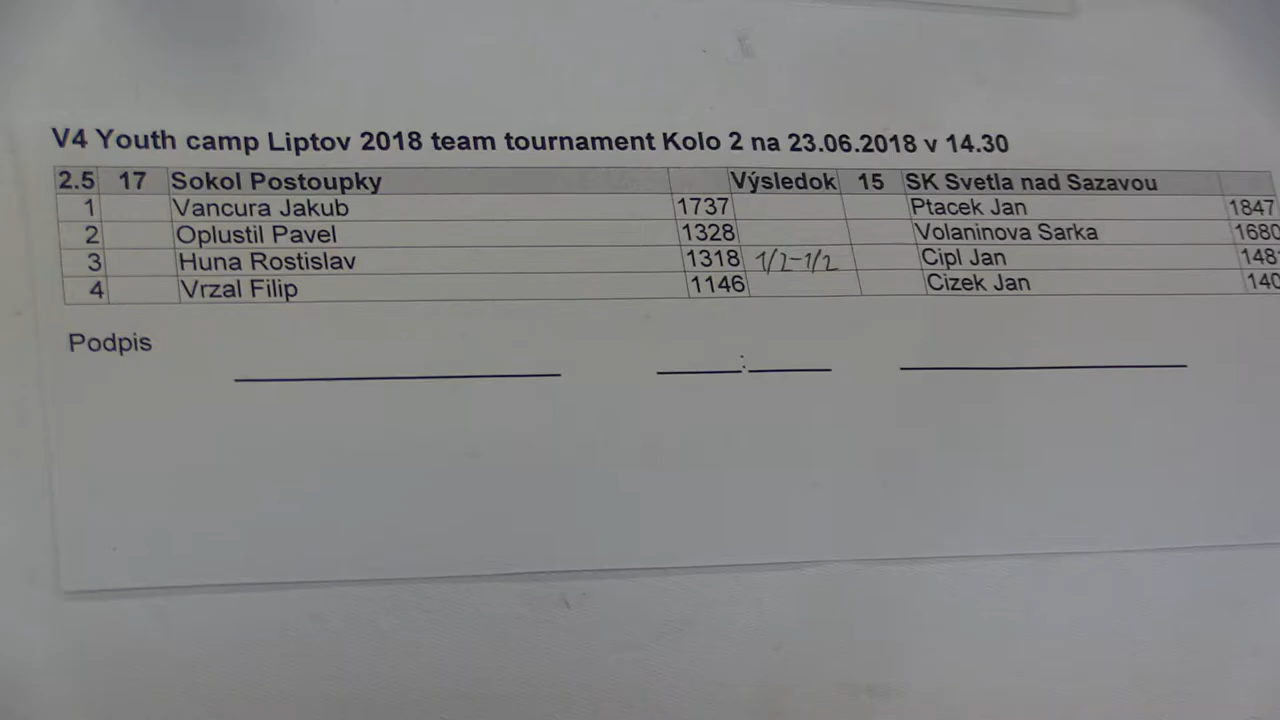 V4 Youth camp Liptov 2018 team tournament Kolo 2 na 23.06.2018 v 14.30
2.5 17 Sokol Postoupky Výsledok 15 SK Svetla nad Sazavou
1 Vancura Jakub 1737 Ptacek Jan 1847
2 Oplustil Pavel 1328 Volaninova Sarka 1680
3 Huna Rostislav 1318 1/2-1/2 Cipl Jan 148
4 Vrzal Filip 1146 Cizek Jan 140
Podpis :